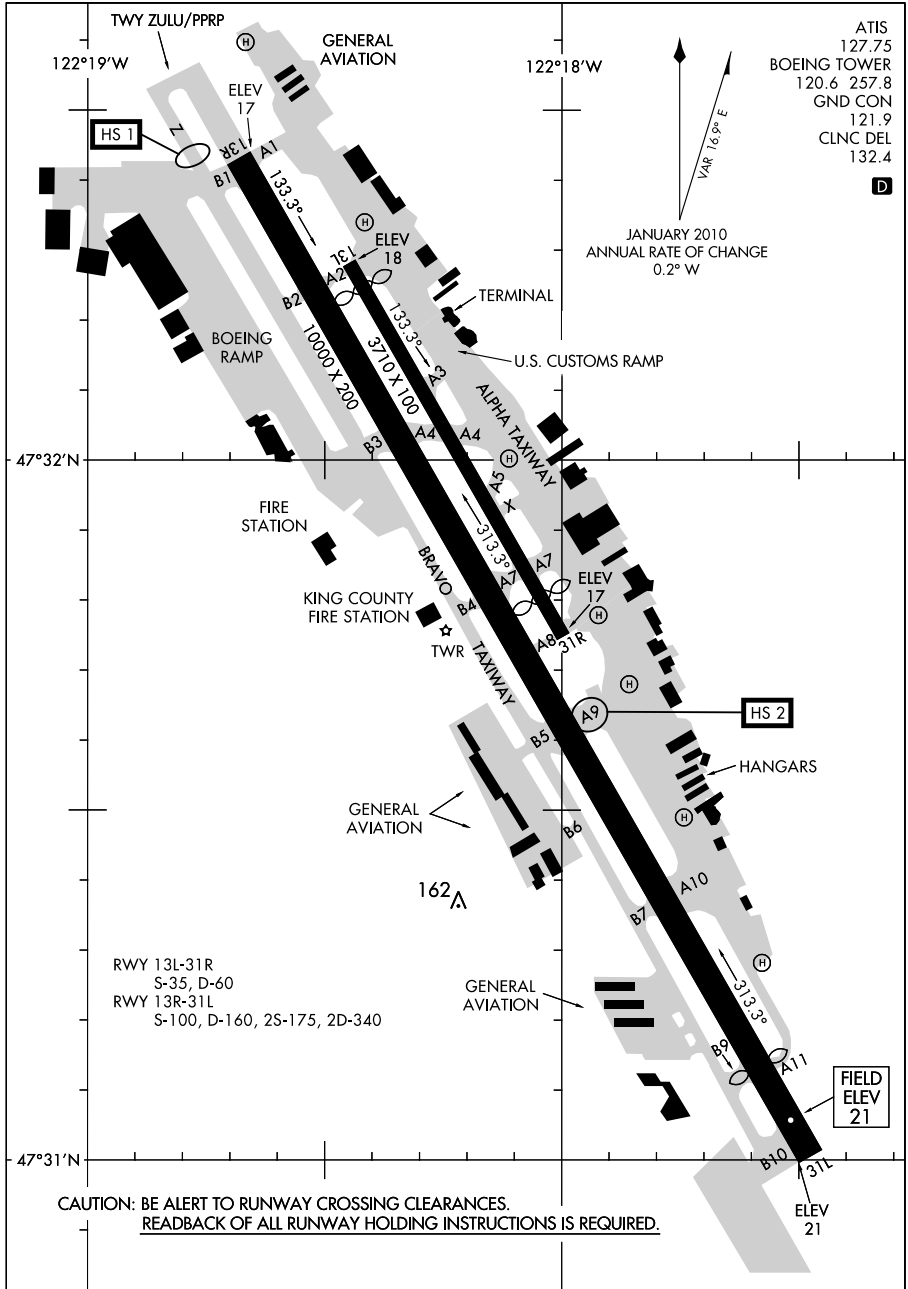 TWY ZULU/PPRP
H
GENERAL
AVIATION
ATIS
127.75
BOEING TOWER
120.6 257.8
GND CON
121.9
CLNC DEL
132.4
D
122°19'W
122°18'W
ELEV
17
HS 1
Z
13R
A1
B1
133.3°
VAR 16.9° E
JANUARY 2010
ANNUAL RATE OF CHANGE
0.2° W
H
13L
ELEV
18
A2
B2
TERMINAL
BOEING
RAMP
10000 X 200
3710 X 100
133.3°
A3
U.S. CUSTOMS RAMP
ALPHA TAXIWAY
B3
A4
A4
47°32'N
H
A5
X
FIRE
STATION
313.3°
BRAVO
TAXIWAY
KING COUNTY
FIRE STATION
B4
A7
A7
ELEV
17
H
TWR
A8
31R
H
A9
HS 2
B5
HANGARS
GENERAL
AVIATION
H
B6
162
A10
B7
RWY 13L-31R
S-35, D-60
RWY 13R-31L
S-100, D-160, 2S-175, 2D-340
GENERAL
AVIATION
H
313.3°
B9
A11
FIELD
ELEV
21
47°31'N
B10
31L
ELEV
21
CAUTION: BE ALERT TO RUNWAY CROSSING CLEARANCES.
READBACK OF ALL RUNWAY HOLDING INSTRUCTIONS IS REQUIRED.